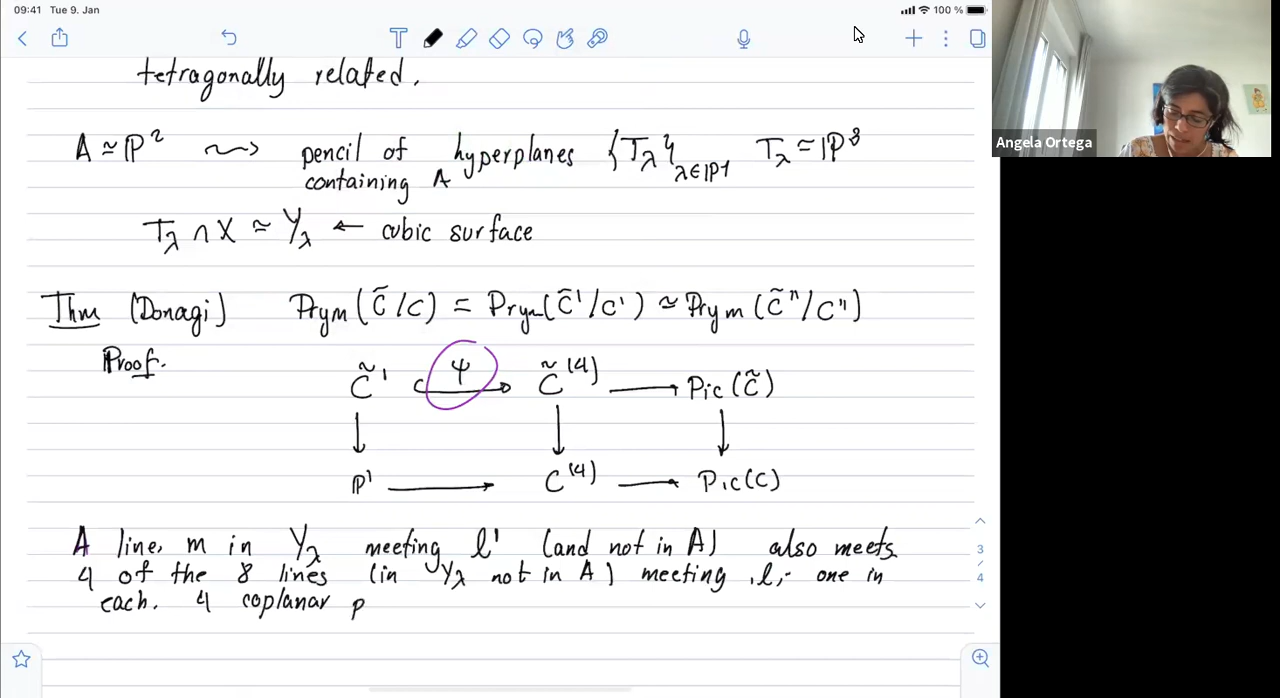 09:41 Tue 9. Jan
100 %
tetragonally related.
A ≃ ℙ² ⇝ pencil of hyperplanes {T_λ}_{λ∈ℙ1} T_λ ≃ ℙ³
containing A
T_λ ∩ X ≃ Y_λ ← cubic surface
Thm (Donagi) Prym (C̃/C) = Prym(C̃'/C') ≃ Prym (C̃"/C")
Proof.
C̃' ψ C̃^(4) → Pic(C̃)
ℙ¹ → C^(4) → Pic(C)
A line, m in Y_λ meeting l' (and not in A) also meets
4 of the 8 lines (in Y_λ not in A) meeting l, one in
each. 4 coplanar p
3
/
4
Angela Ortega